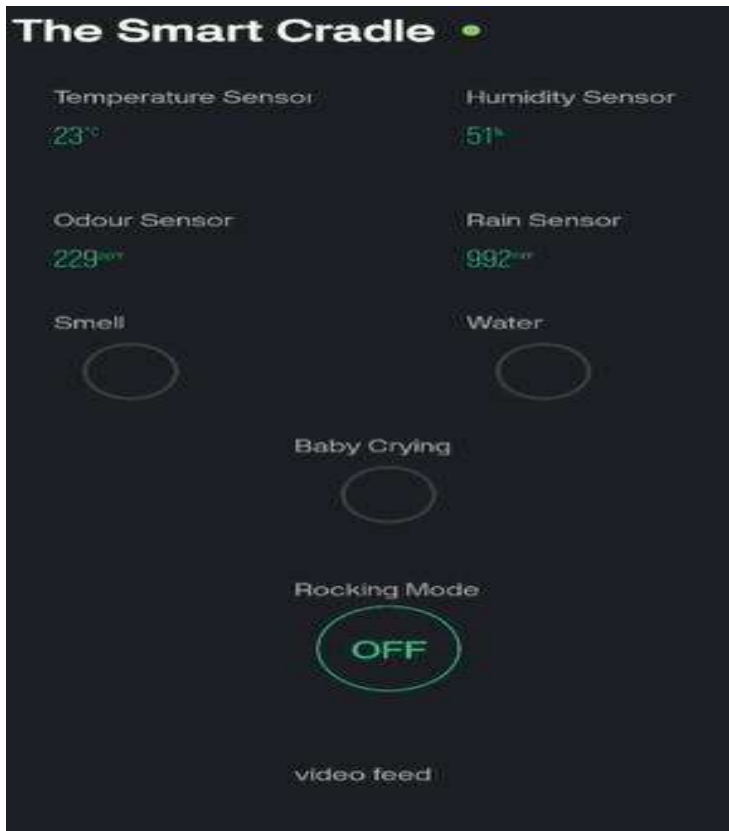 The Smart Cradle
Temperature Sensor Humidity Sensor
23°C 51%
Odour Sensor Rain Sensor
229 992
Smell Water
Baby Crying
Rocking Mode
OFF
video feed